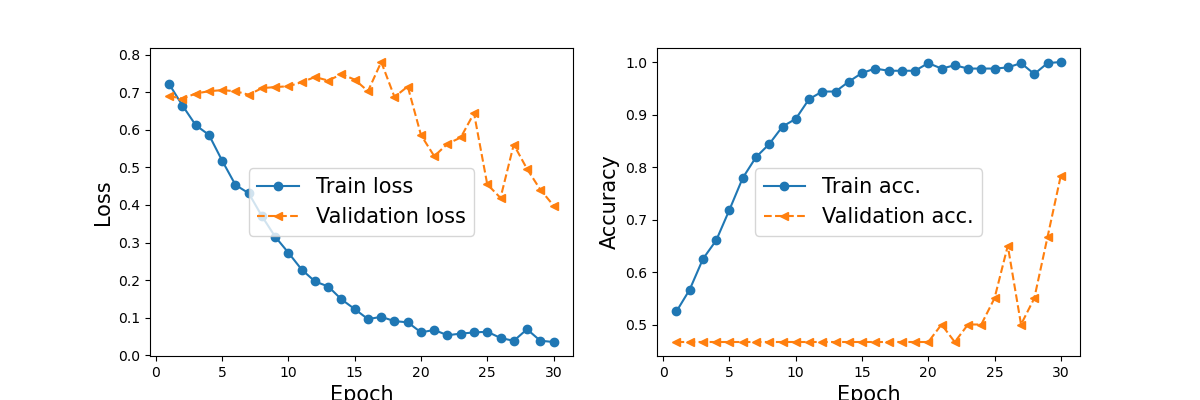 0.8
0.7
0.6
0.5
0.4
0.3
0.2
0.1
0.0
Loss
Train loss
Validation loss
0 5 10 15 20 25 30
Epoch
1.0
0.9
0.8
0.7
0.6
0.5
Accuracy
Train acc.
Validation acc.
0 5 10 15 20 25 30
Epoch